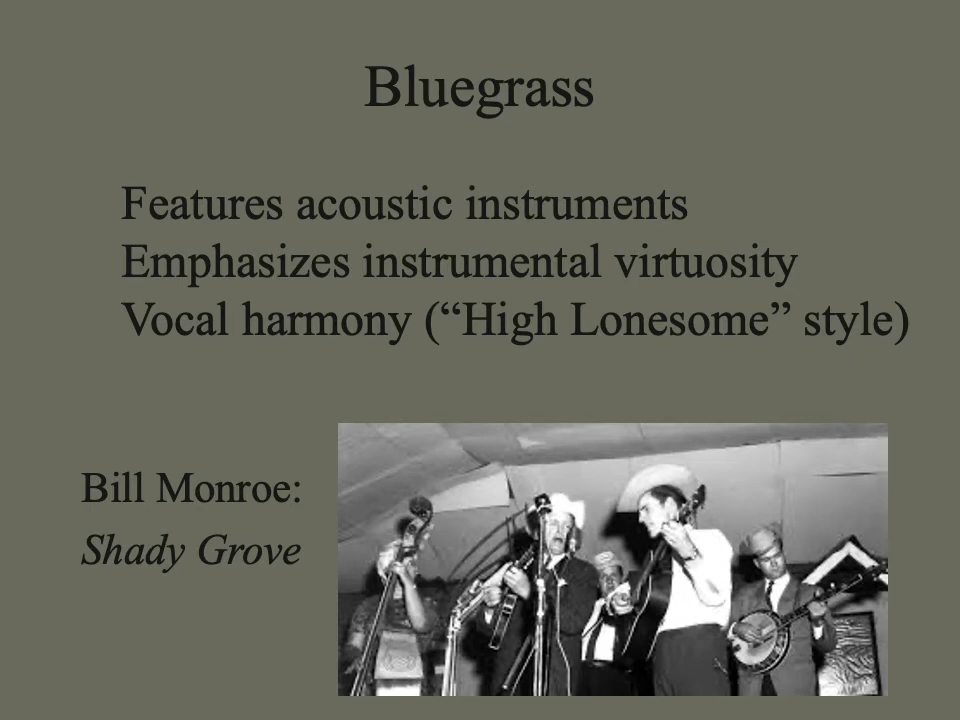 Bluegrass
Features acoustic instruments
Emphasizes instrumental virtuosity
Vocal harmony (“High Lonesome” style)
Bill Monroe:
Shady Grove